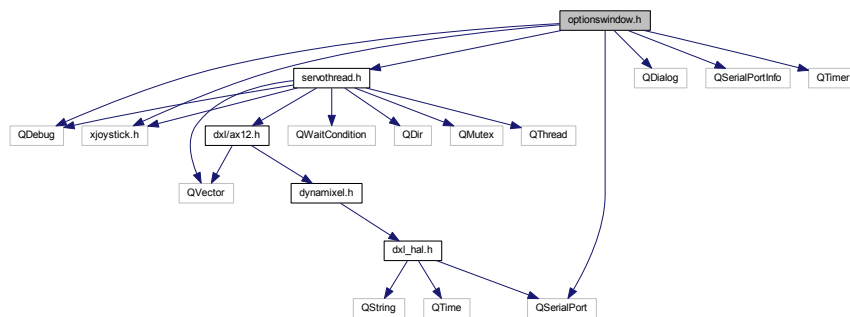 optionswindow.h
servothread.h
QDialog
QSerialPortInfo
QTimer
QDebug
xjoystick.h
dxl/ax12.h
QWaitCondition
QDir
QMutex
QThread
QVector
dynamixel.h
dxl_hal.h
QString
QTime
QSerialPort